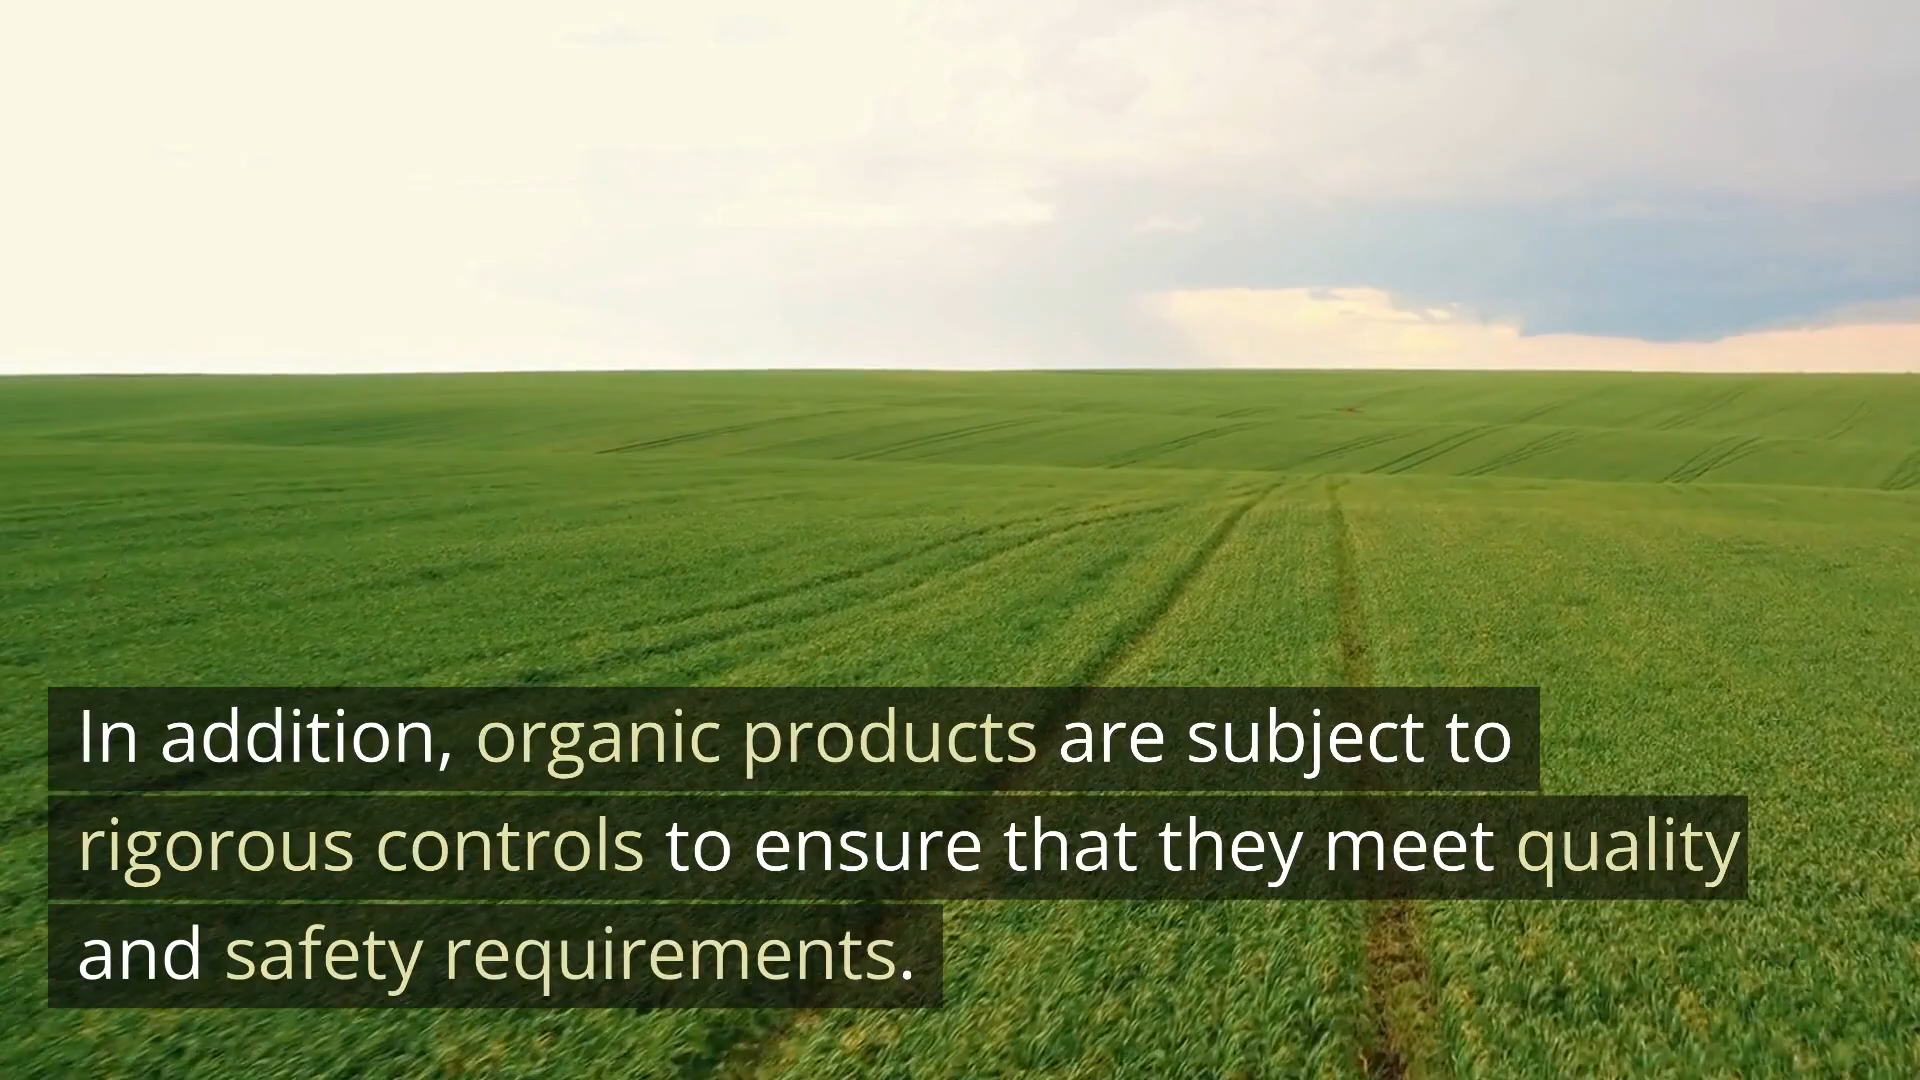 In addition, organic products are subject to
rigorous controls to ensure that they meet quality
and safety requirements.